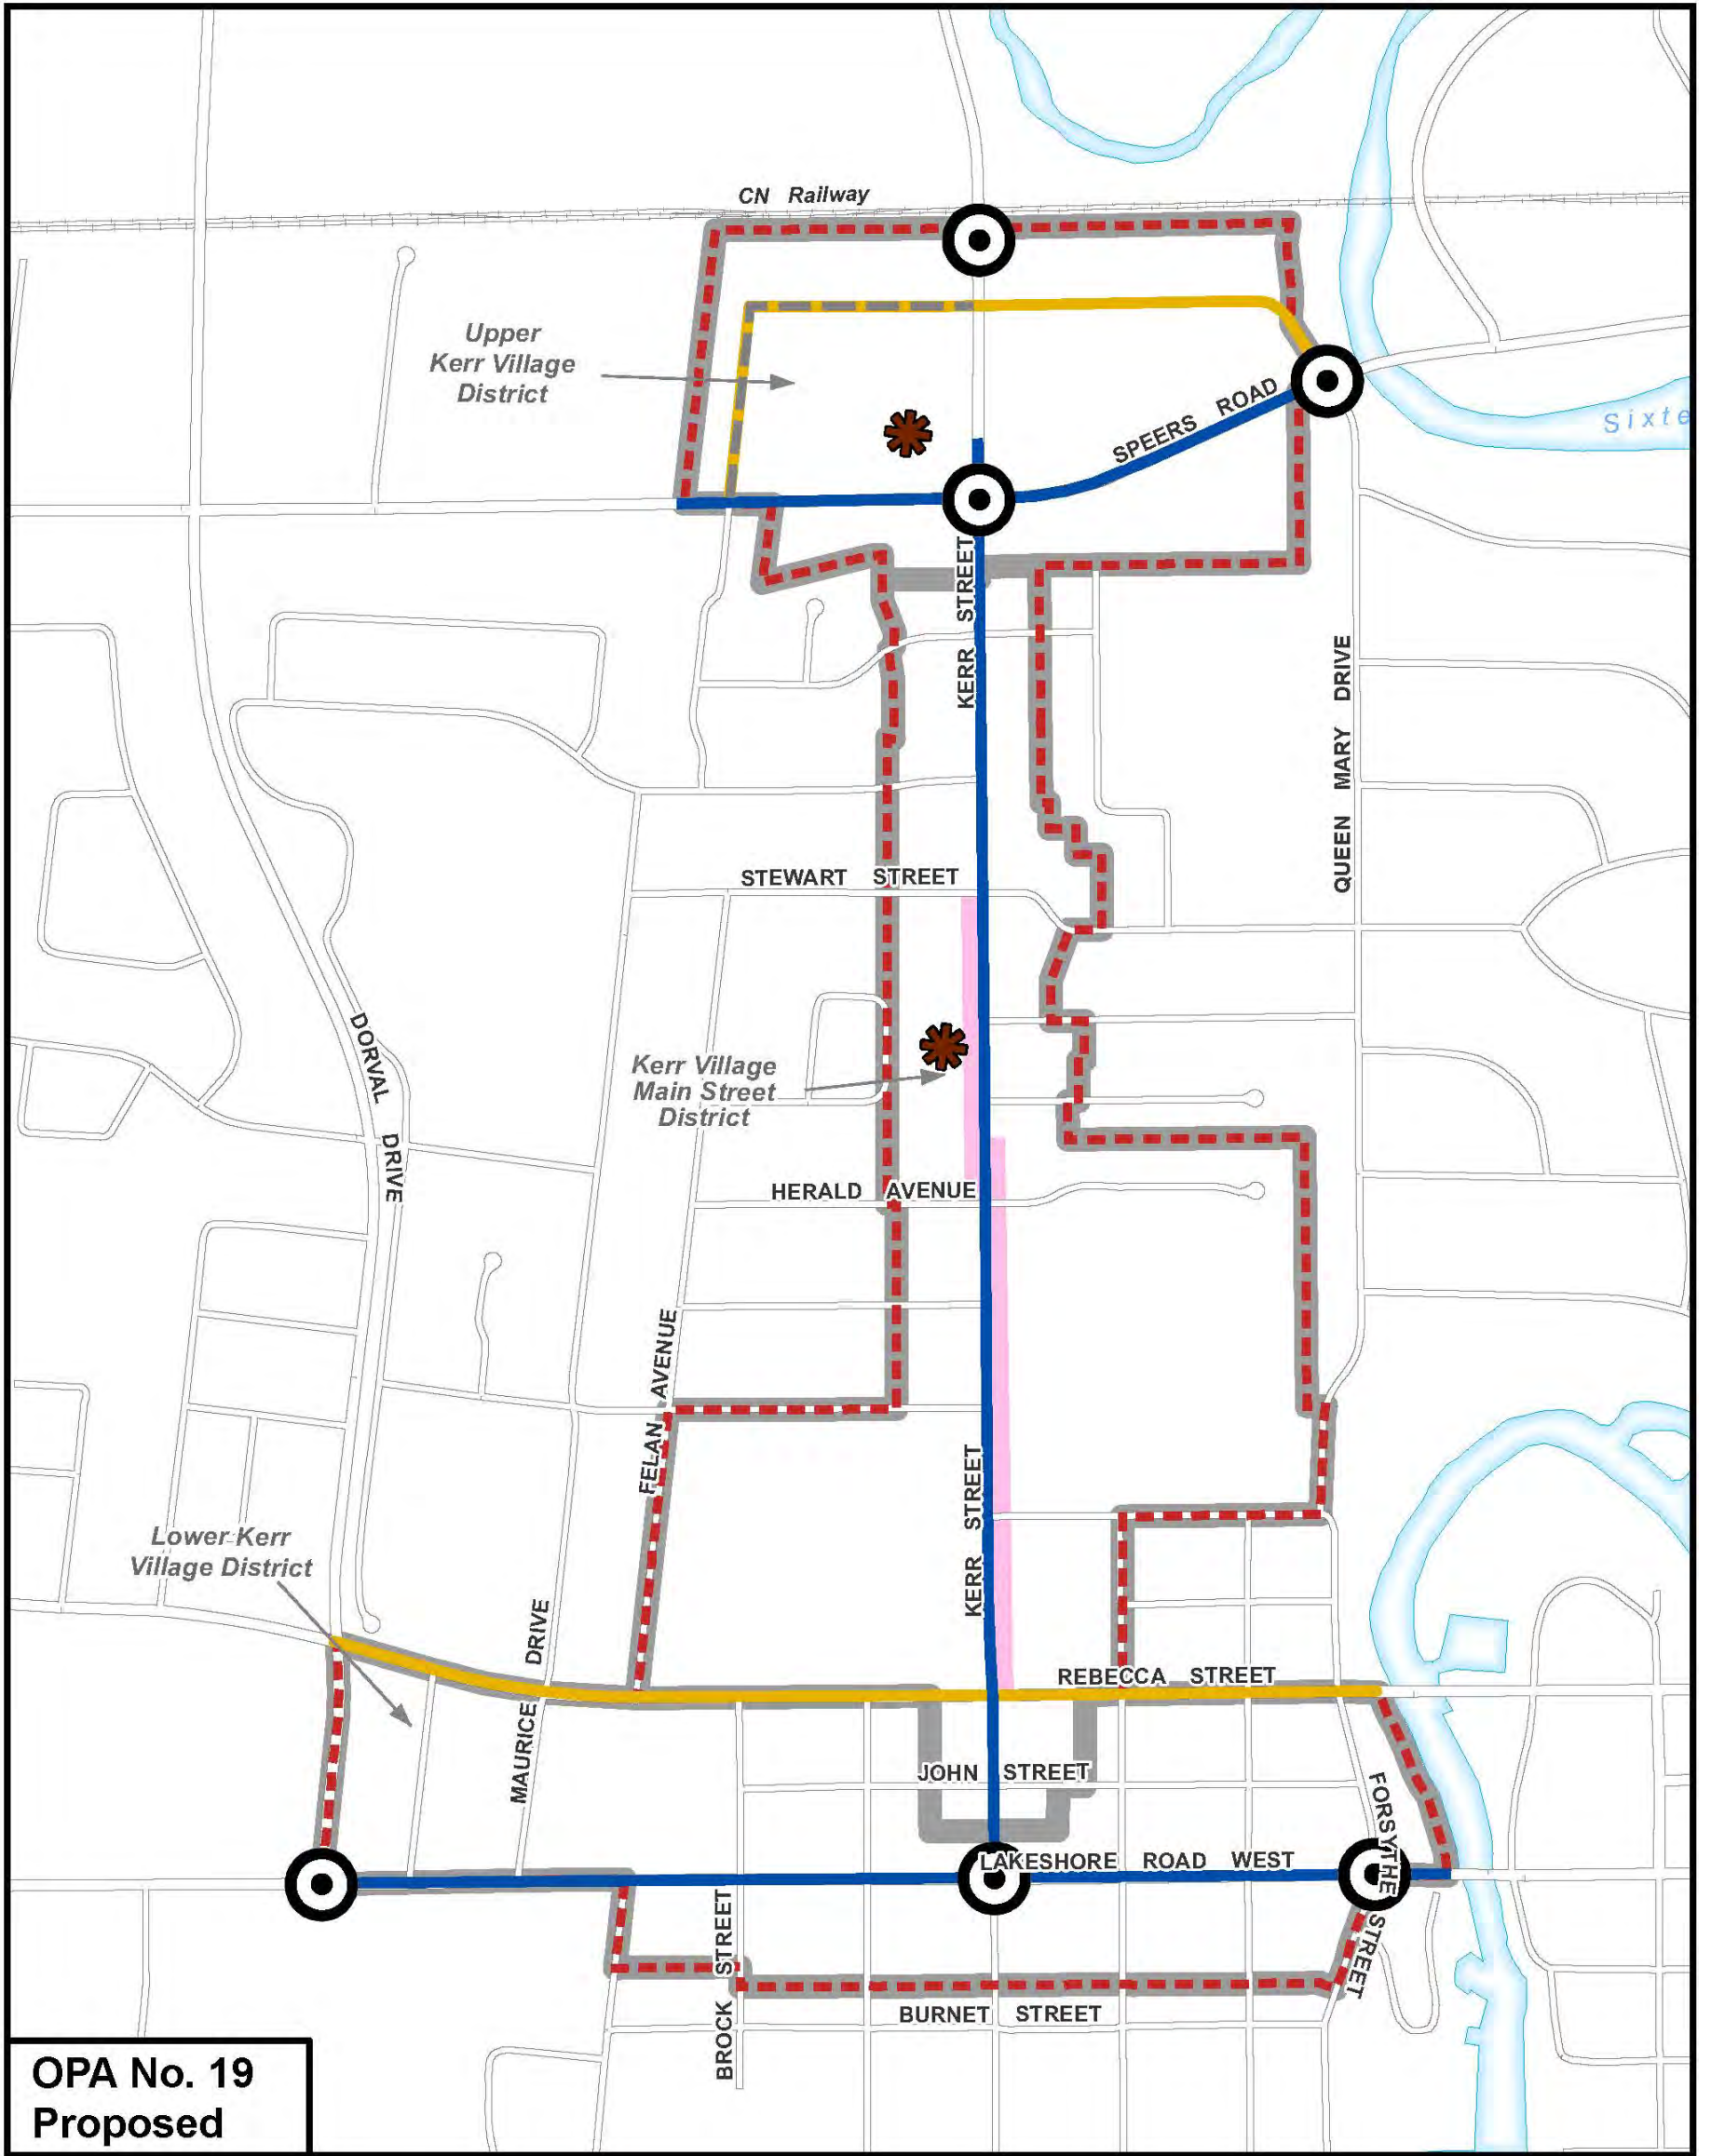 CN Railway
Upper
Kerr Village
District
SPEERS ROAD
Sixte
KERR STREET
QUEEN MARY DRIVE
STEWART STREET
DORVAL DRIVE
Kerr Village
Main Street
District
HERALD AVENUE
FELAN AVENUE
KERR STREET
Lower Kerr
Village District
MAURICE DRIVE
REBECCA STREET
JOHN STREET
FORSYTHE STREET
LAKESHORE ROAD WEST
BROCK STREET
BURNET STREET
OPA No. 19
Proposed